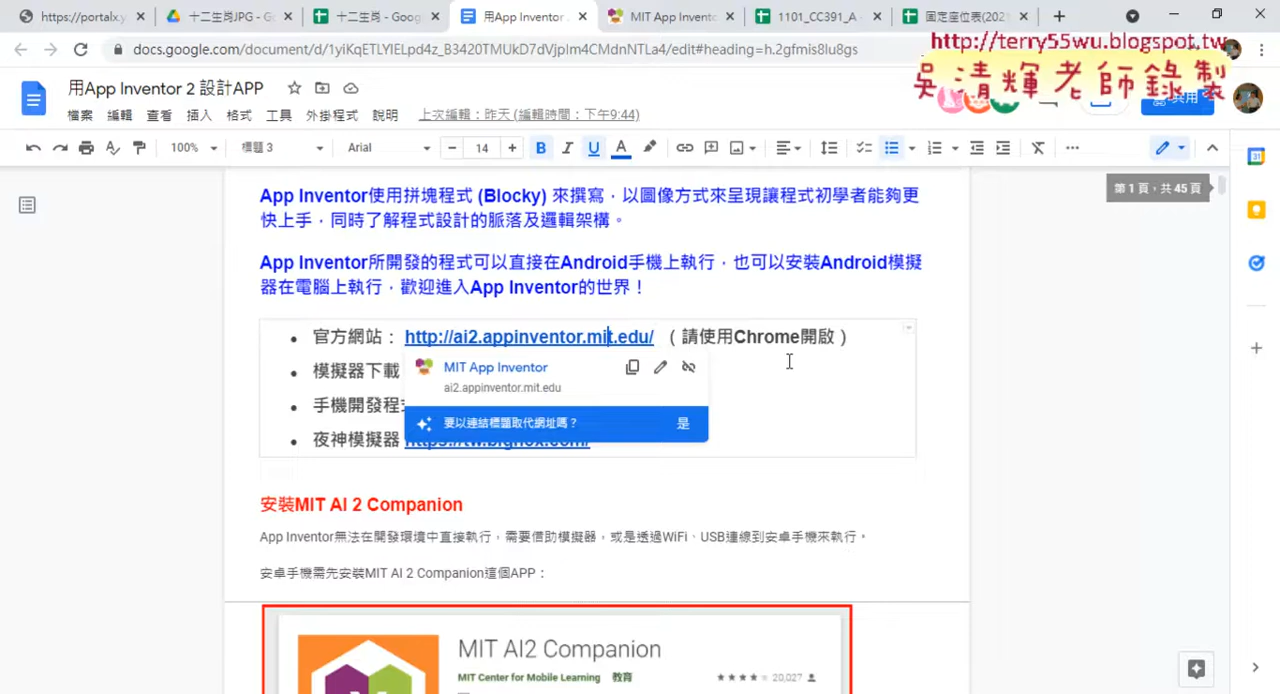 https://portalx.y
十二生肖JPG - G
十二生肖 - Goog
用App Inventor
MIT App Invento
1101_CC391_A
固定座位表(202
docs.google.com/document/d/1yiKqETLYIELpd4z_B3420TMUkD7dVjpIm4CMdnNTLa4/edit#heading=h.2gfmis8lu8gs
http://terry55wu.blogspot.tw
吳清輝老師錄製
用App Inventor 2 設計APP
共用
檔案 編輯 查看 插入 格式 工具 外掛程式 說明 上次編輯：昨天 (編輯時間：下午9:44)
100% 標題 3 Arial 14 B I U A
第 1 頁，共 45 頁
App Inventor使用拼塊程式 (Blocky) 來撰寫，以圖像方式來呈現讓程式初學者能夠更
快上手，同時了解程式設計的脈落及邏輯架構。
App Inventor所開發的程式可以直接在Android手機上執行，也可以安裝Android模擬
器在電腦上執行，歡迎進入App Inventor的世界！
官方網站： http://ai2.appinventor.mit.edu/ （請使用Chrome開啟）
模擬器下載
MIT App Inventor
ai2.appinventor.mit.edu
手機開發程式
要以連結標題取代網址嗎？ 是
夜神模擬器 https://tw.bignox.com/
安裝MIT AI 2 Companion
App Inventor無法在開發環境中直接執行，需要借助模擬器，或是透過WiFi、USB連線到安卓手機來執行。
安卓手機需先安裝MIT AI 2 Companion這個APP：
MIT AI2 Companion
MIT Center for Mobile Learning 教育
20,027